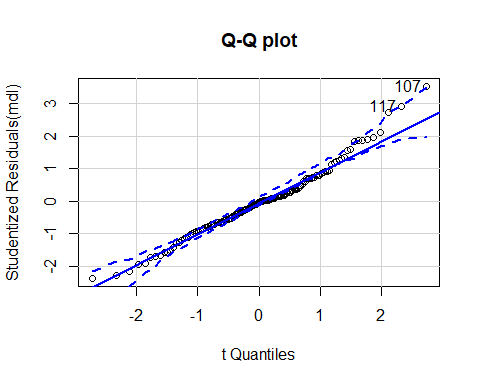 Q-Q plot
107
117
Studentized Residuals(mdl)
3
2
1
0
-1
-2
-2 -1 0 1 2
t Quantiles